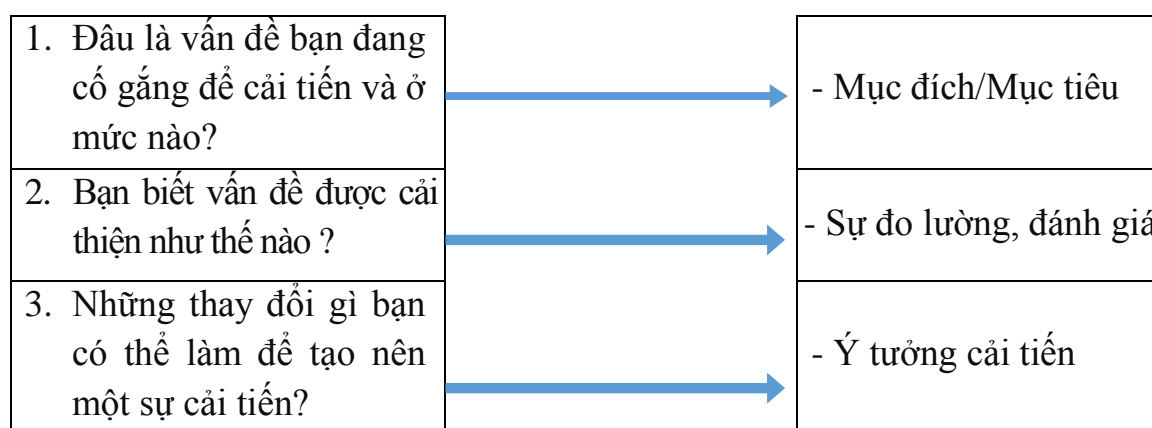 1. Đâu là vấn đề bạn đang
cố gắng để cải tiến và ở
mức nào?
- Mục đích/Mục tiêu
2. Bạn biết vấn đề được cải
thiện như thế nào ?
- Sự đo lường, đánh giá
3. Những thay đổi gì bạn
có thể làm để tạo nên
một sự cải tiến?
- Ý tưởng cải tiến